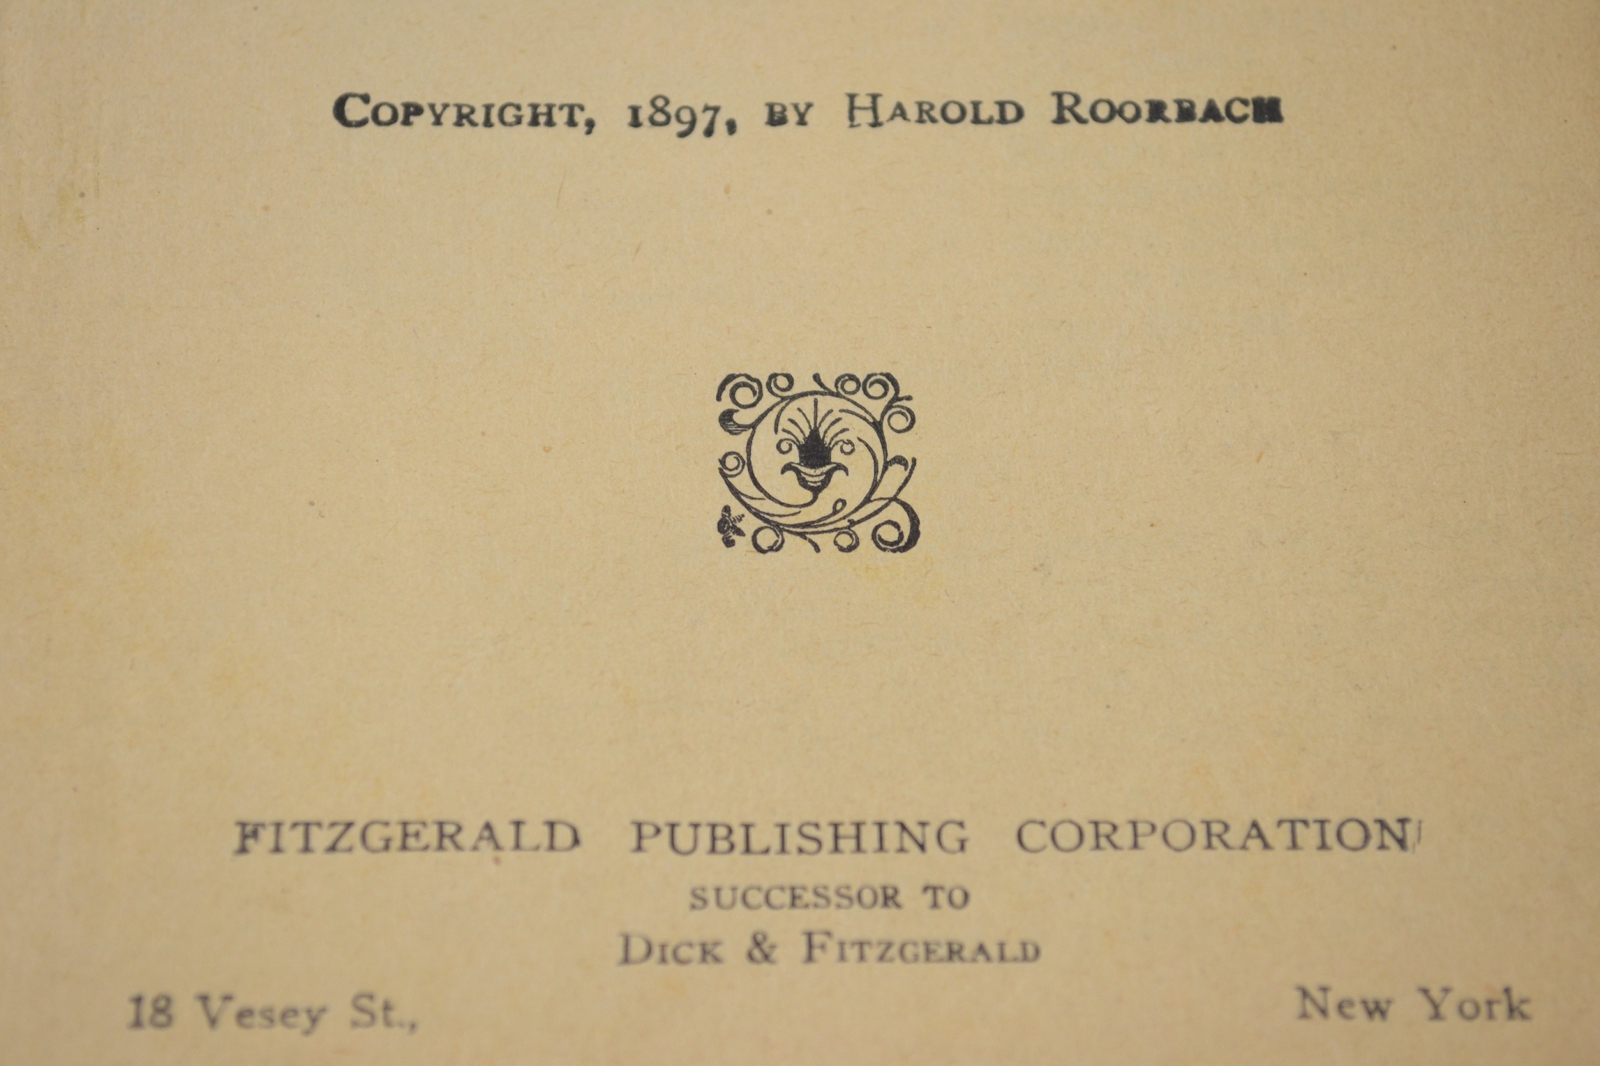 COPYRIGHT, 1897, BY HAROLD ROORBACH
FITZGERALD PUBLISHING CORPORATION
SUCCESSOR TO
DICK & FITZGERALD
18 Vesey St., New York